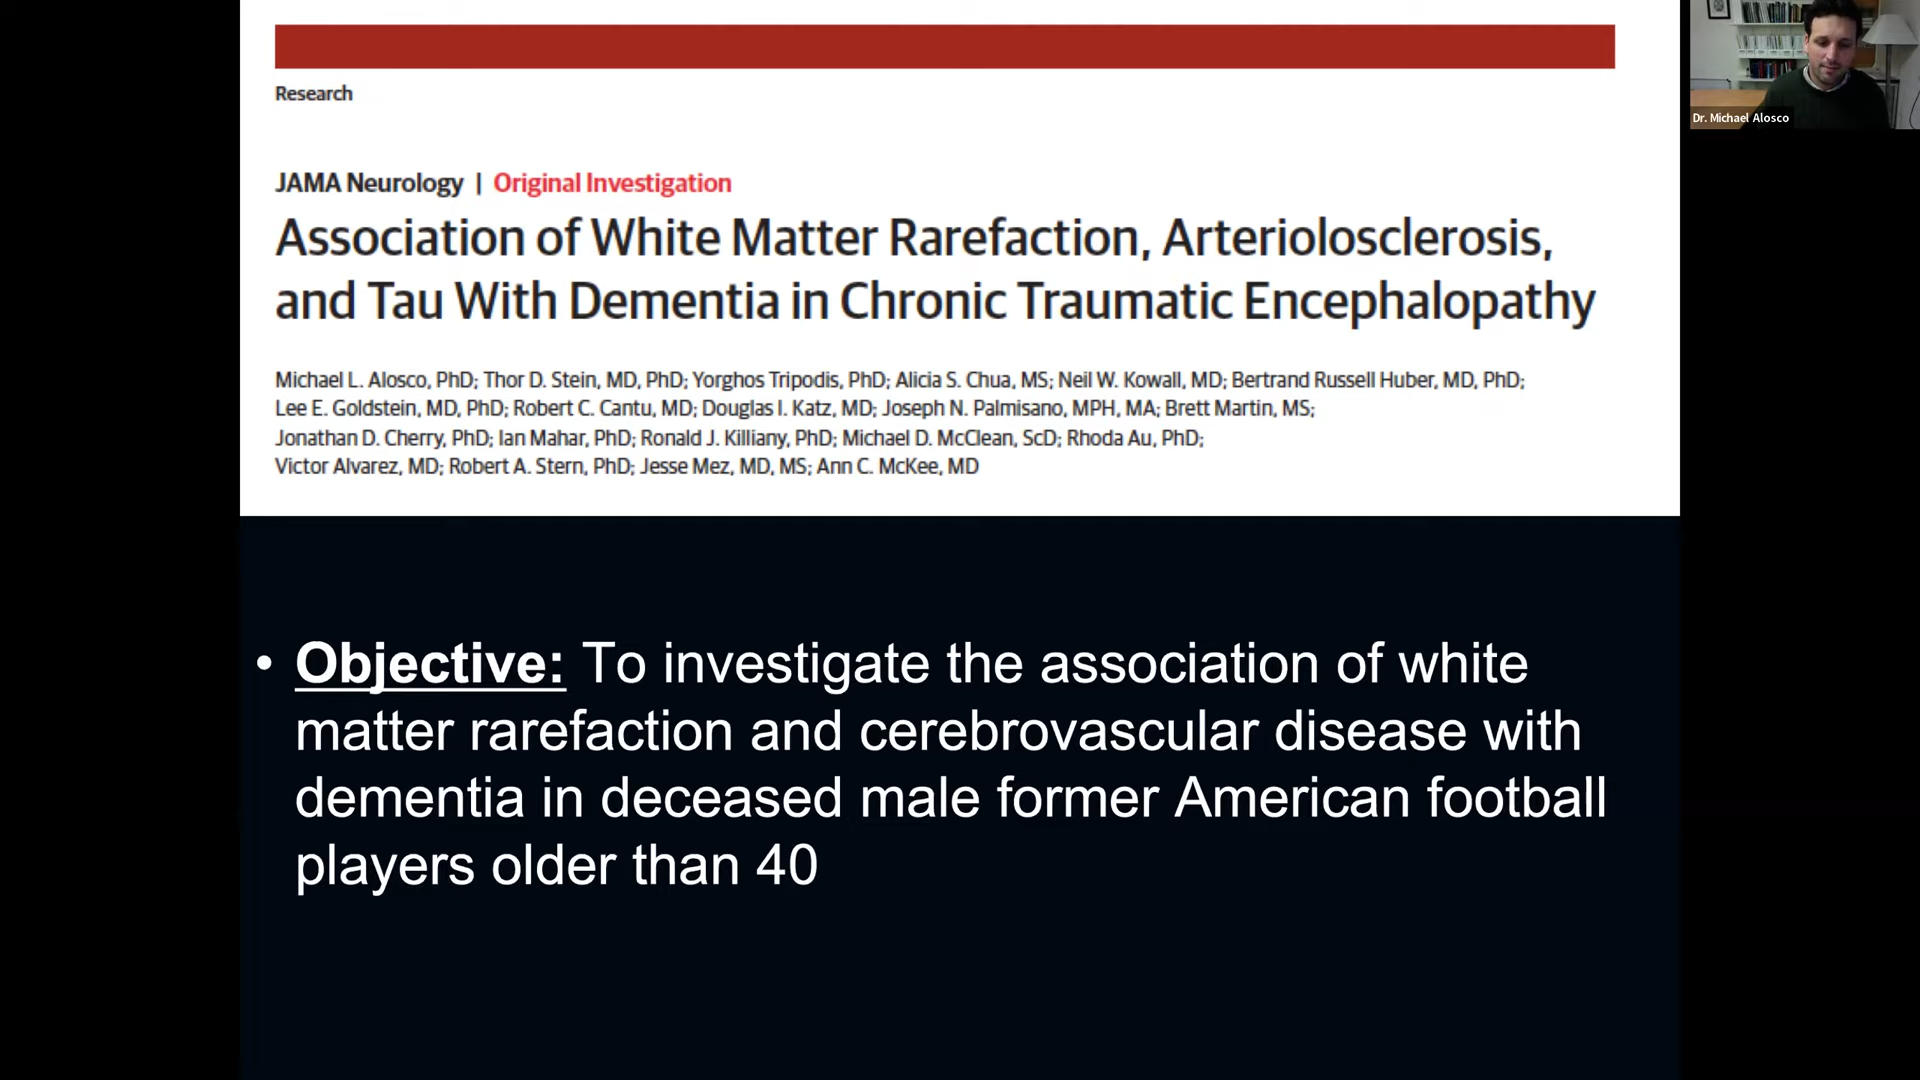 Research
JAMA Neurology | Original Investigation
Association of White Matter Rarefaction, Arteriolosclerosis,
and Tau With Dementia in Chronic Traumatic Encephalopathy
Michael L. Alosco, PhD; Thor D. Stein, MD, PhD; Yorghos Tripodis, PhD; Alicia S. Chua, MS; Neil W. Kowall, MD; Bertrand Russell Huber, MD, PhD;
Lee E. Goldstein, MD, PhD; Robert C. Cantu, MD; Douglas I. Katz, MD; Joseph N. Palmisano, MPH, MA; Brett Martin, MS;
Jonathan D. Cherry, PhD; Ian Mahar, PhD; Ronald J. Killiany, PhD; Michael D. McClean, ScD; Rhoda Au, PhD;
Victor Alvarez, MD; Robert A. Stern, PhD; Jesse Mez, MD, MS; Ann C. McKee, MD
• Objective: To investigate the association of white
matter rarefaction and cerebrovascular disease with
dementia in deceased male former American football
players older than 40
Dr. Michael Alosco